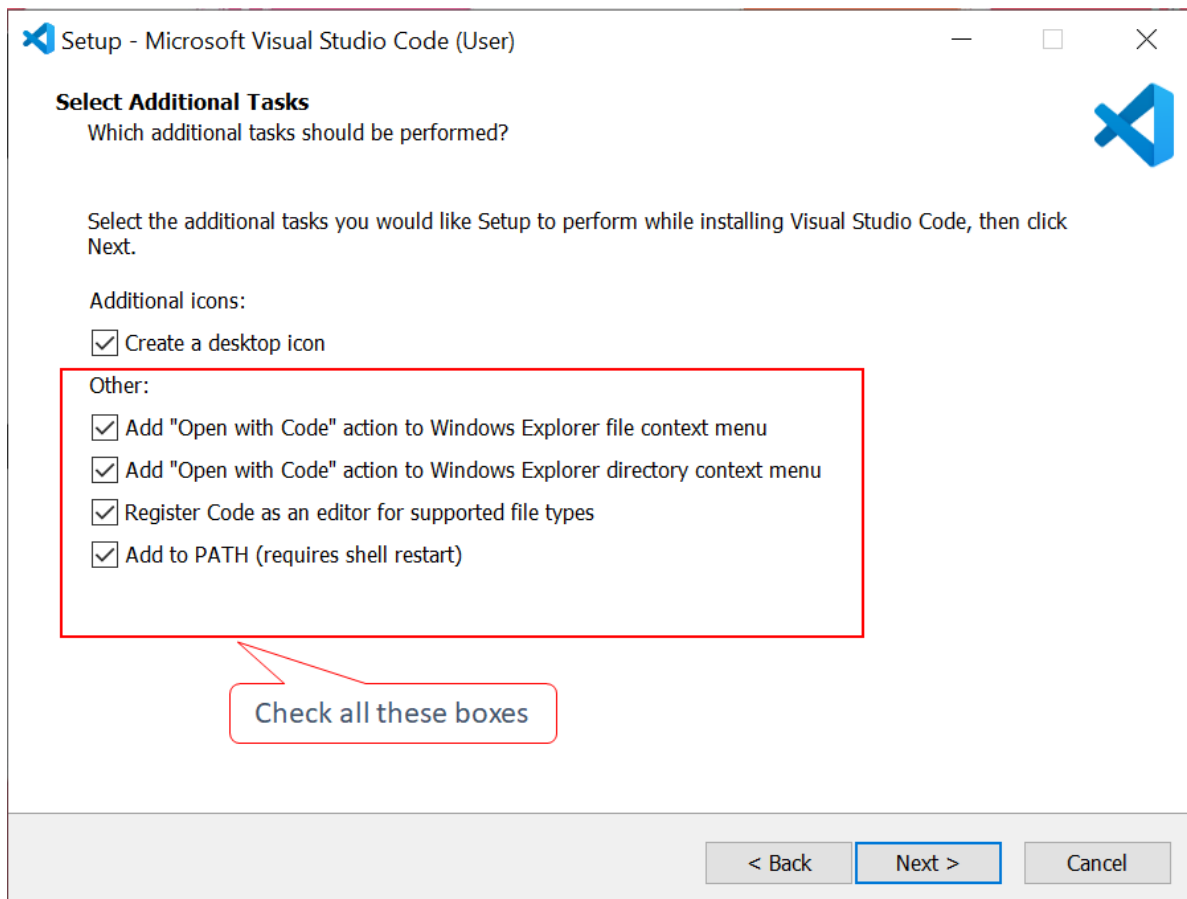 Setup - Microsoft Visual Studio Code (User)
Select Additional Tasks
Which additional tasks should be performed?
Select the additional tasks you would like Setup to perform while installing Visual Studio Code, then click
Next.
Additional icons:
Create a desktop icon
Other:
Add "Open with Code" action to Windows Explorer file context menu
Add "Open with Code" action to Windows Explorer directory context menu
Register Code as an editor for supported file types
Add to PATH (requires shell restart)
Check all these boxes
< Back Next > Cancel